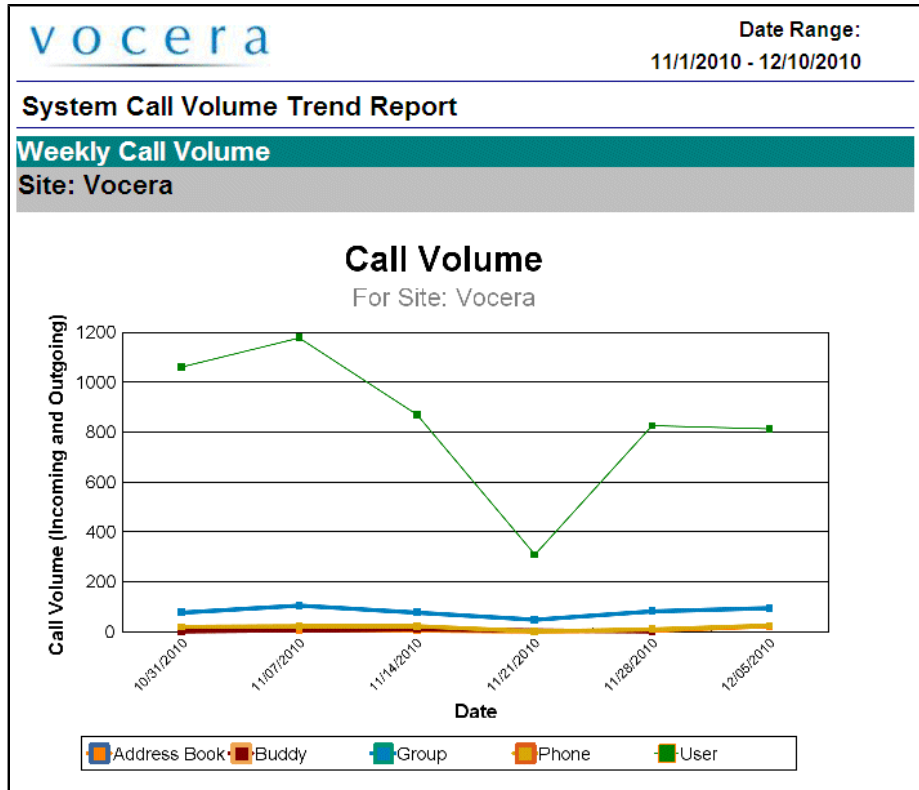 vocera
Date Range:
11/1/2010 - 12/10/2010
System Call Volume Trend Report
Weekly Call Volume
Site: Vocera
Call Volume
For Site: Vocera
Call Volume (Incoming and Outgoing)
1200
1000
800
600
400
200
0
10/31/2010
11/07/2010
11/14/2010
11/21/2010
11/28/2010
12/05/2010
Date
Address Book Buddy Group Phone User